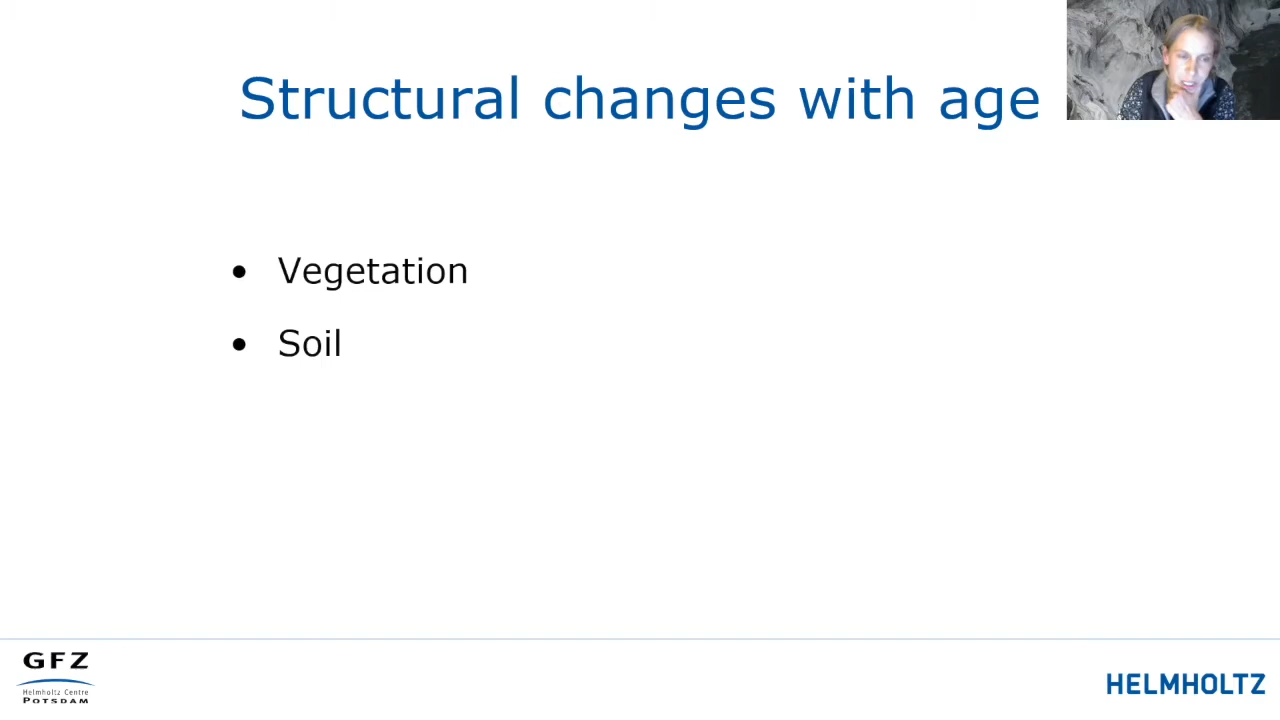 Structural changes with age
• Vegetation
• Soil
GFZ
Helmholtz Centre
POTSDAM
HELMHOLTZ